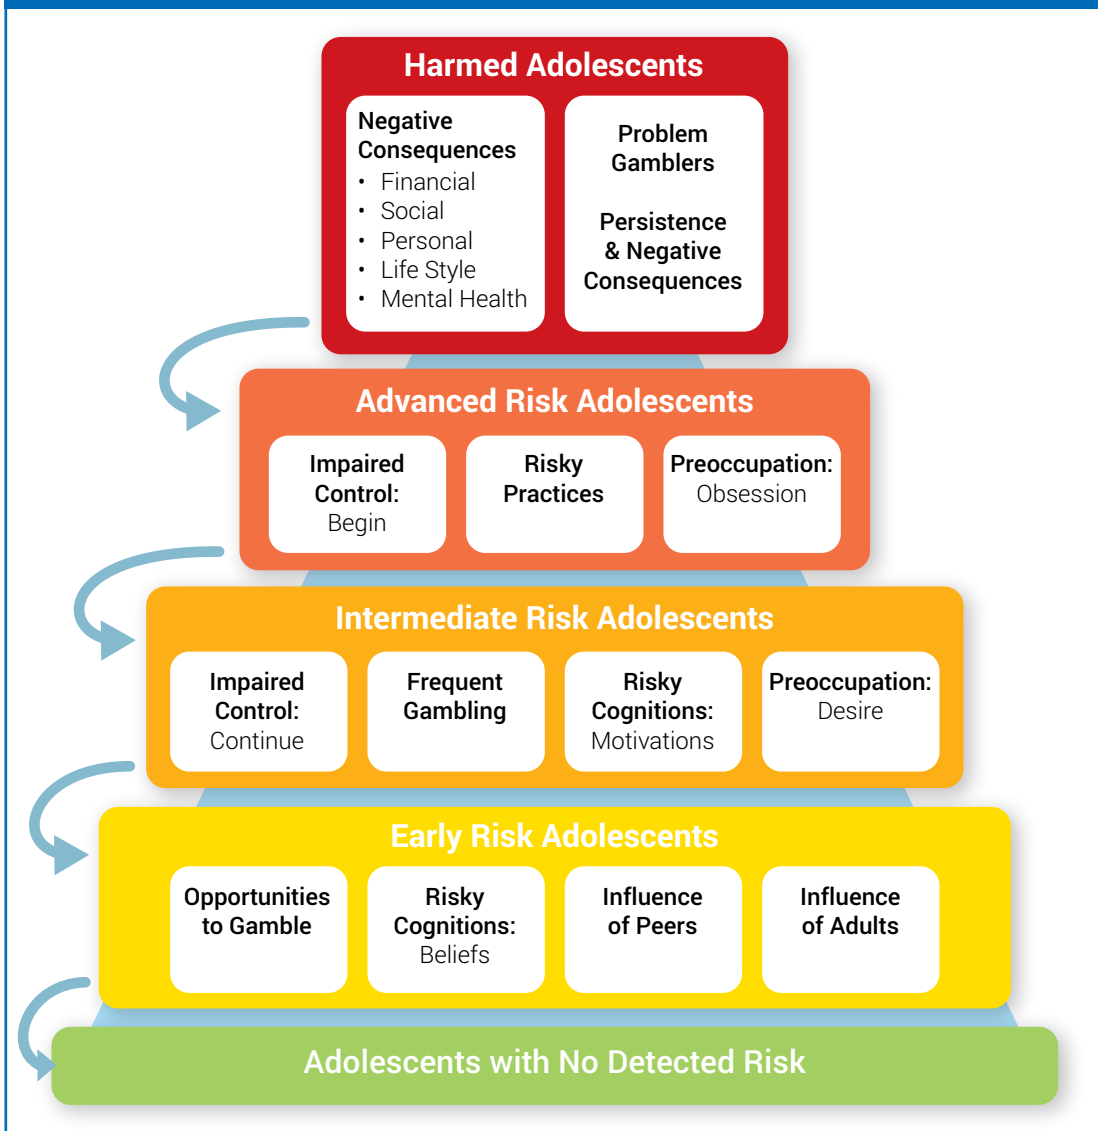 Harmed Adolescents
Negative
Consequences
• Financial
• Social
• Personal
• Life Style
• Mental Health
Problem
Gamblers
Persistence
& Negative
Consequences
Advanced Risk Adolescents
Impaired
Control:
Begin
Risky
Practices
Preoccupation:
Obsession
Intermediate Risk Adolescents
Impaired
Control:
Continue
Frequent
Gambling
Risky
Cognitions:
Motivations
Preoccupation:
Desire
Early Risk Adolescents
Opportunities
to Gamble
Risky
Cognitions:
Beliefs
Influence
of Peers
Influence
of Adults
Adolescents with No Detected Risk